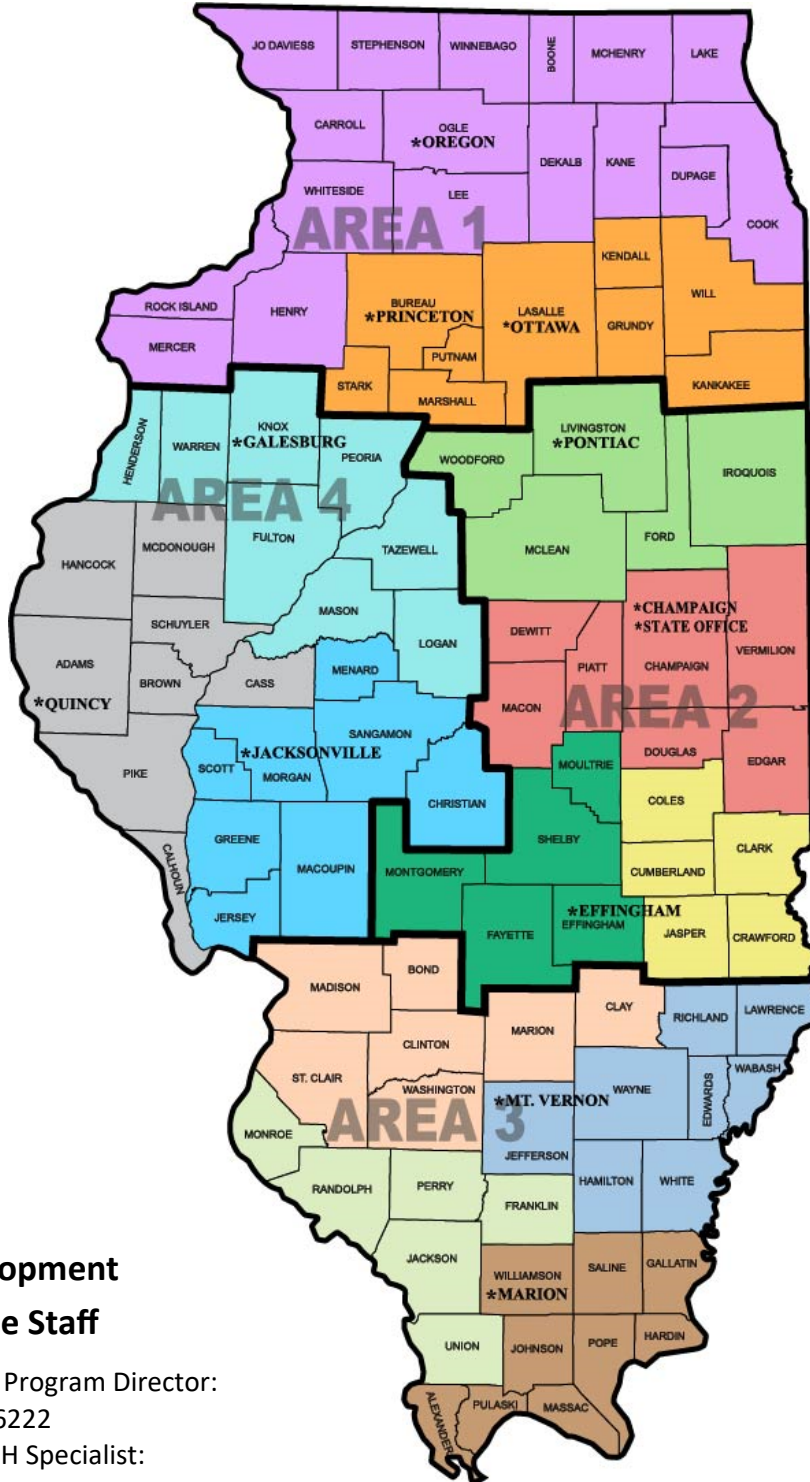 JO DAVIESS
STEPHENSON
WINNEBAGO
BOONE
MCHENRY
LAKE
CARROLL
OGLE
*OREGON
DEKALB
KANE
DUPAGE
COOK
WHITESIDE
LEE
AREA 1
KENDALL
WILL
ROCK ISLAND
HENRY
BUREAU
*PRINCETON
LASALLE
*OTTAWA
GRUNDY
MERCER
PUTNAM
STARK
MARSHALL
KANKAKEE
HENDERSON
WARREN
KNOX
*GALESBURG
PEORIA
WOODFORD
LIVINGSTON
*PONTIAC
IROQUOIS
AREA 4
HANCOCK
MCDONOUGH
FULTON
TAZEWELL
MCLEAN
FORD
MASON
SCHUYLER
LOGAN
ADAMS
*QUINCY
BROWN
CASS
MENARD
DEWITT
PIATT
*CHAMPAIGN
*STATE OFFICE
CHAMPAIGN
VERMILION
MACON
AREA 2
PIKE
SCOTT
*JACKSONVILLE
MORGAN
SANGAMON
CHRISTIAN
MOULTRIE
DOUGLAS
EDGAR
COLES
CALHOUN
GREENE
MACOUPIN
MONTGOMERY
SHELBY
CUMBERLAND
CLARK
JERSEY
FAYETTE
*EFFINGHAM
EFFINGHAM
JASPER
CRAWFORD
MADISON
BOND
CLINTON
MARION
CLAY
RICHLAND
LAWRENCE
ST. CLAIR
WASHINGTON
AREA 3
*MT. VERNON
JEFFERSON
WAYNE
EDWARDS
WABASH
MONROE
RANDOLPH
PERRY
FRANKLIN
HAMILTON
WHITE
JACKSON
WILLIAMSON
*MARION
SALINE
GALLATIN
UNION
JOHNSON
POPE
HARDIN
ALEXANDER
PULASKI
MASSAC
opment
e Staff
Program Director:
6222
H Specialist: